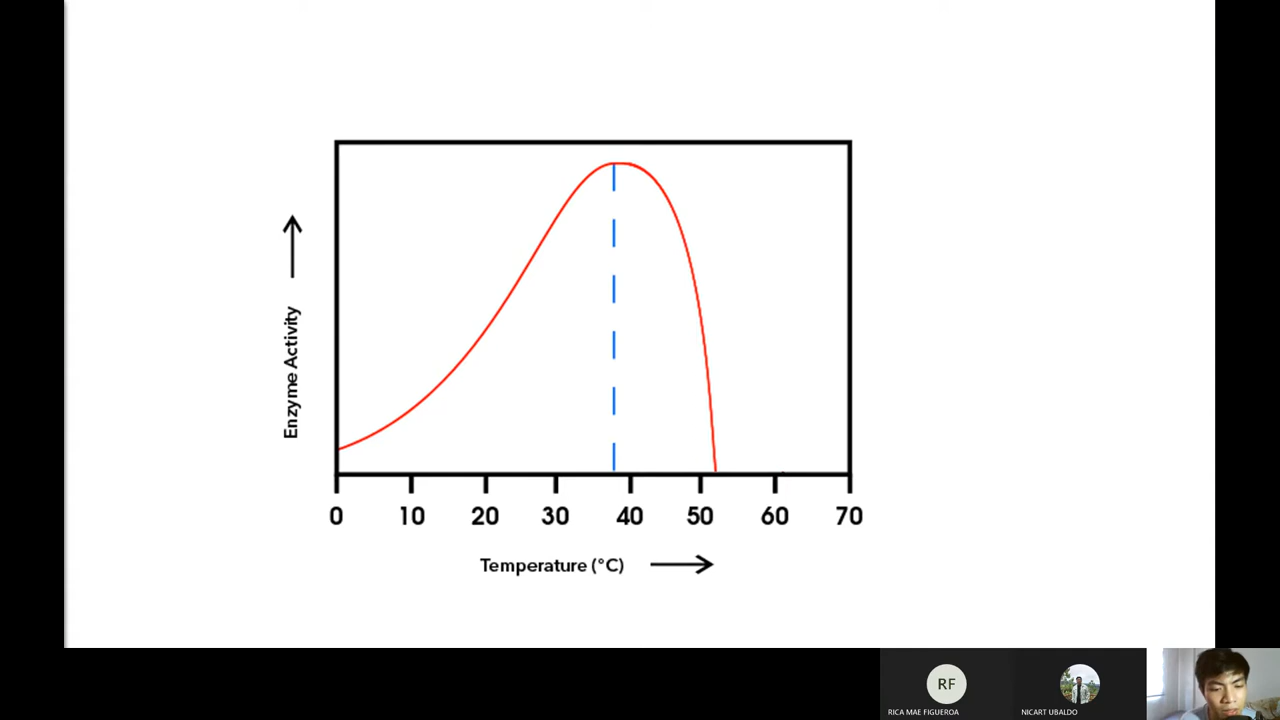 Enzyme Activity
0 10 20 30 40 50 60 70
Temperature (°C)
RF
RICA MAE FIGUEROA
NICART UBALDO